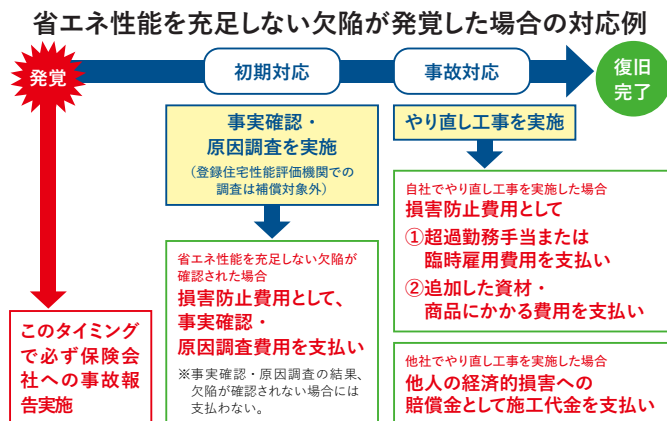 省エネ性能を充足しない欠陥が発覚した場合の対応例
発覚
初期対応
事故対応
復旧
完了
このタイミング
で必ず保険会
社への事故報
告実施
事実確認・
原因調査を実施
（登録住宅性能評価機関での
調査は補償対象外）
省エネ性能を充足しない欠陥が
確認された場合
損害防止費用として、
事実確認・
原因調査費用を支払い
※事実確認・原因調査の結果、
欠陥が確認されない場合には
支払わない。
やり直し工事を実施
自社でやり直し工事を実施した場合
損害防止費用として
①超過勤務手当または
臨時雇用費用を支払い
②追加した資材・
商品にかかる費用を支払い
他社でやり直し工事を実施した場合
他人の経済的損害への
賠償金として施工代金を支払い